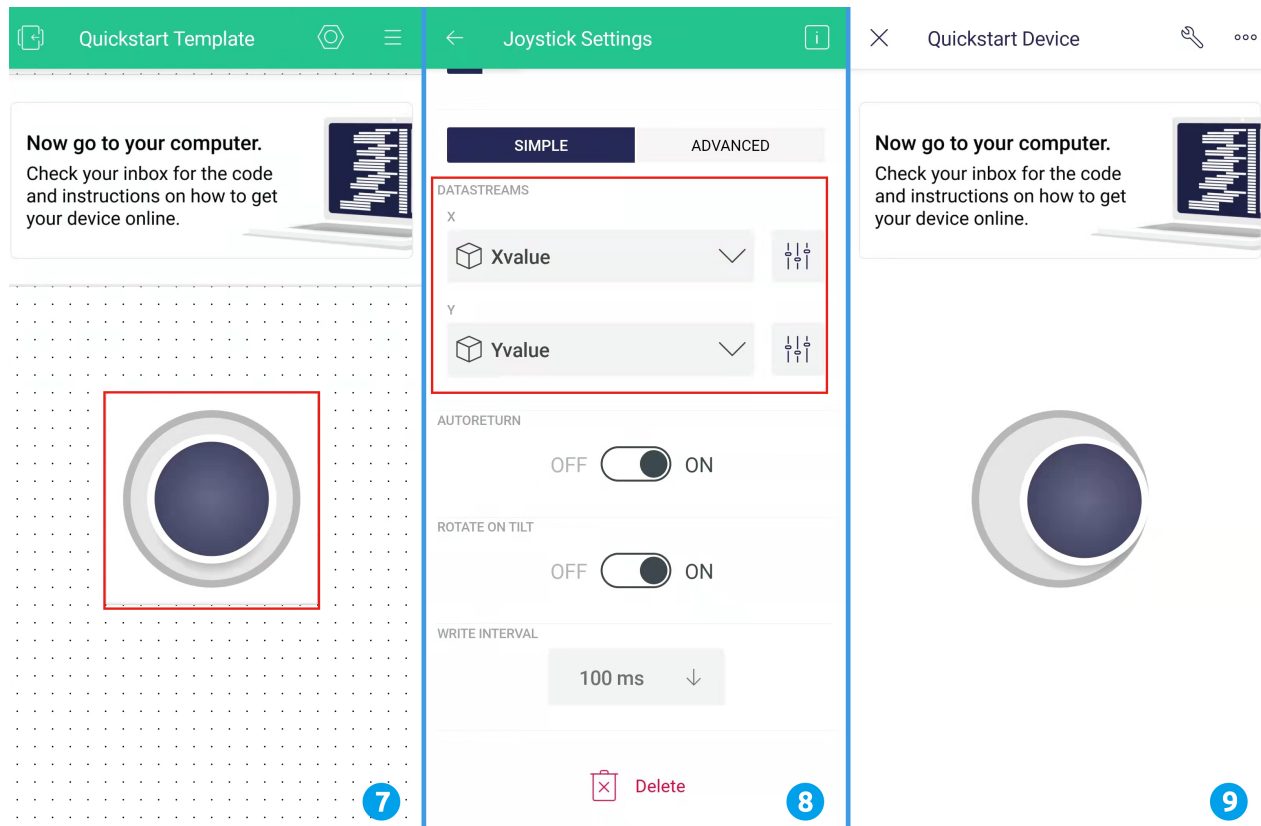 Quickstart Template
Now go to your computer.
Check your inbox for the code
and instructions on how to get
your device online.
7
Joystick Settings
i
SIMPLE
ADVANCED
DATASTREAMS
X
Xvalue
Y
Yvalue
AUTORETURN
OFF
ON
ROTATE ON TILT
OFF
ON
WRITE INTERVAL
100 ms
Delete
8
Quickstart Device
Now go to your computer.
Check your inbox for the code
and instructions on how to get
your device online.
9